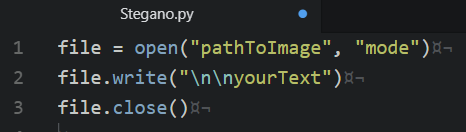 Stegano.py
1 file = open("pathToImage", "mode")¤¬
2 file.write("\n\nyourText")¤¬
3 file.close()¤¬